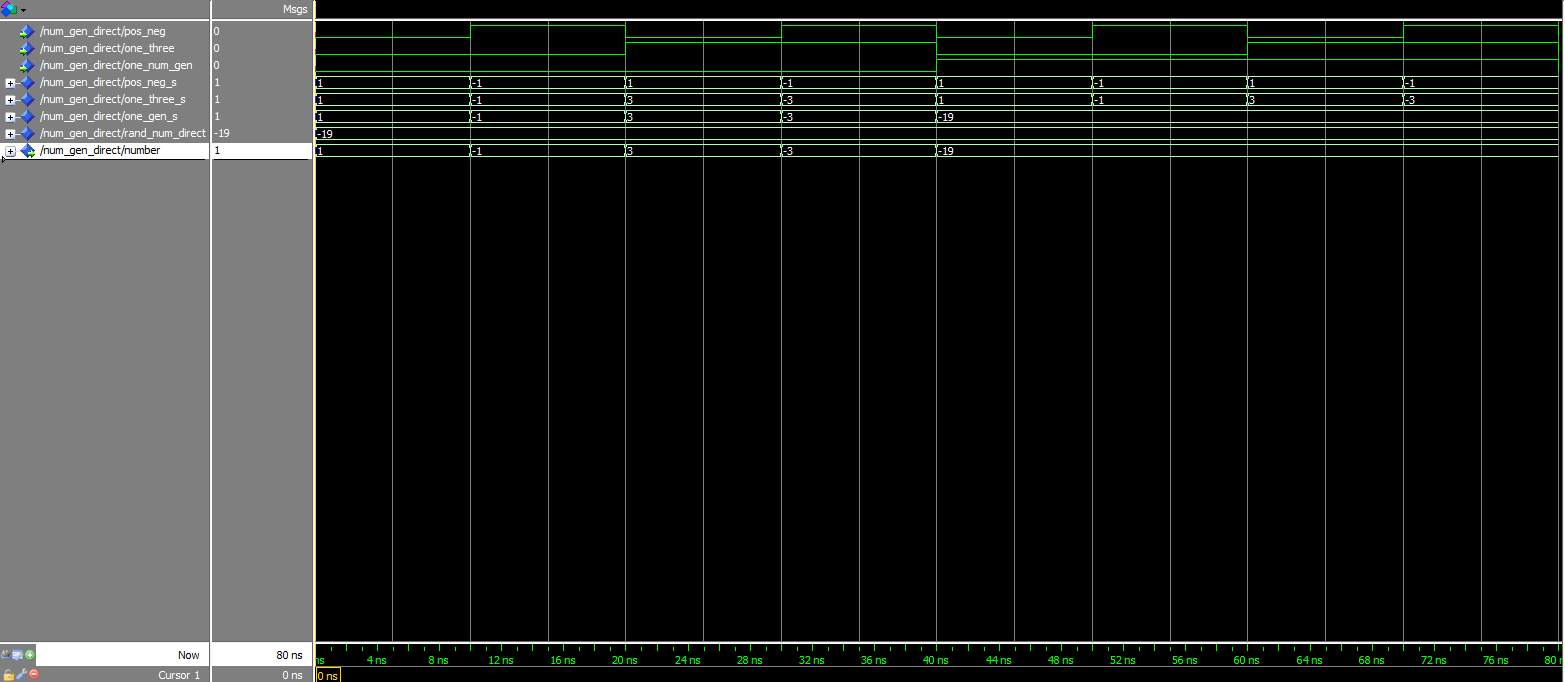 Msgs
/num_gen_direct/pos_neg 0
/num_gen_direct/one_three 0
/num_gen_direct/one_num_gen 0
/num_gen_direct/pos_neg_s 1 1 -1 1 -1 1 -1 1 -1
/num_gen_direct/one_three_s 1 1 -1 3 -3 1 -1 3 -3
/num_gen_direct/one_gen_s 1 1 -1 3 -3 -19
/num_gen_direct/rand_num_direct -19 -19
/num_gen_direct/number 1 1 -1 3 -3 -19
Now 80 ns ns 4 ns 8 ns 12 ns 16 ns 20 ns 24 ns 28 ns 32 ns 36 ns 40 ns 44 ns 48 ns 52 ns 56 ns 60 ns 64 ns 68 ns 72 ns 76 ns 80 n
Cursor 1 0 ns 0 ns